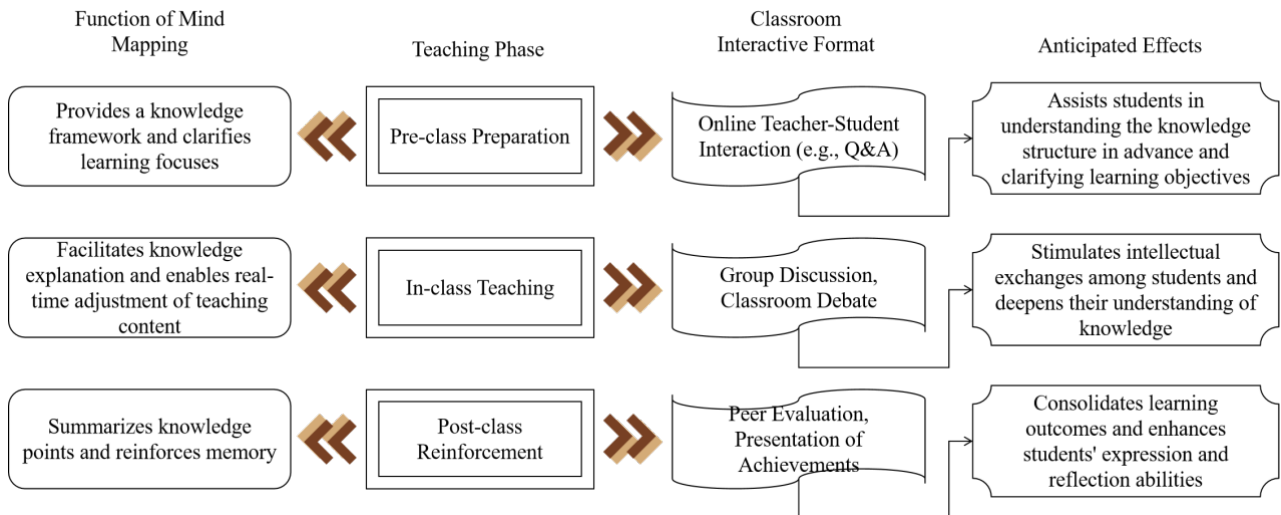 Function of Mind
Mapping
Teaching Phase
Classroom
Interactive Format
Anticipated Effects
Provides a knowledge
framework and clarifies
learning focuses
Pre-class Preparation
Online Teacher-Student
Interaction (e.g., Q&A)
Assists students in
understanding the knowledge
structure in advance and
clarifying learning objectives
Facilitates knowledge
explanation and enables real-
time adjustment of teaching
content
In-class Teaching
Group Discussion,
Classroom Debate
Stimulates intellectual
exchanges among students and
deepens their understanding of
knowledge
Summarizes knowledge
points and reinforces memory
Post-class
Reinforcement
Peer Evaluation,
Presentation of
Achievements
Consolidates learning
outcomes and enhances
students' expression and
reflection abilities